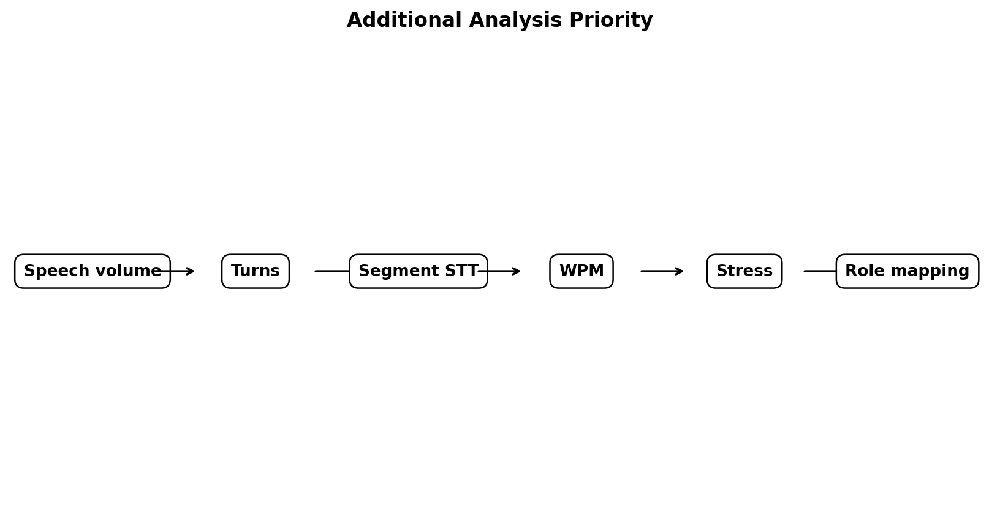 Additional Analysis Priority
Speech volume
Turns
Segment STT
WPM
Stress
Role mapping